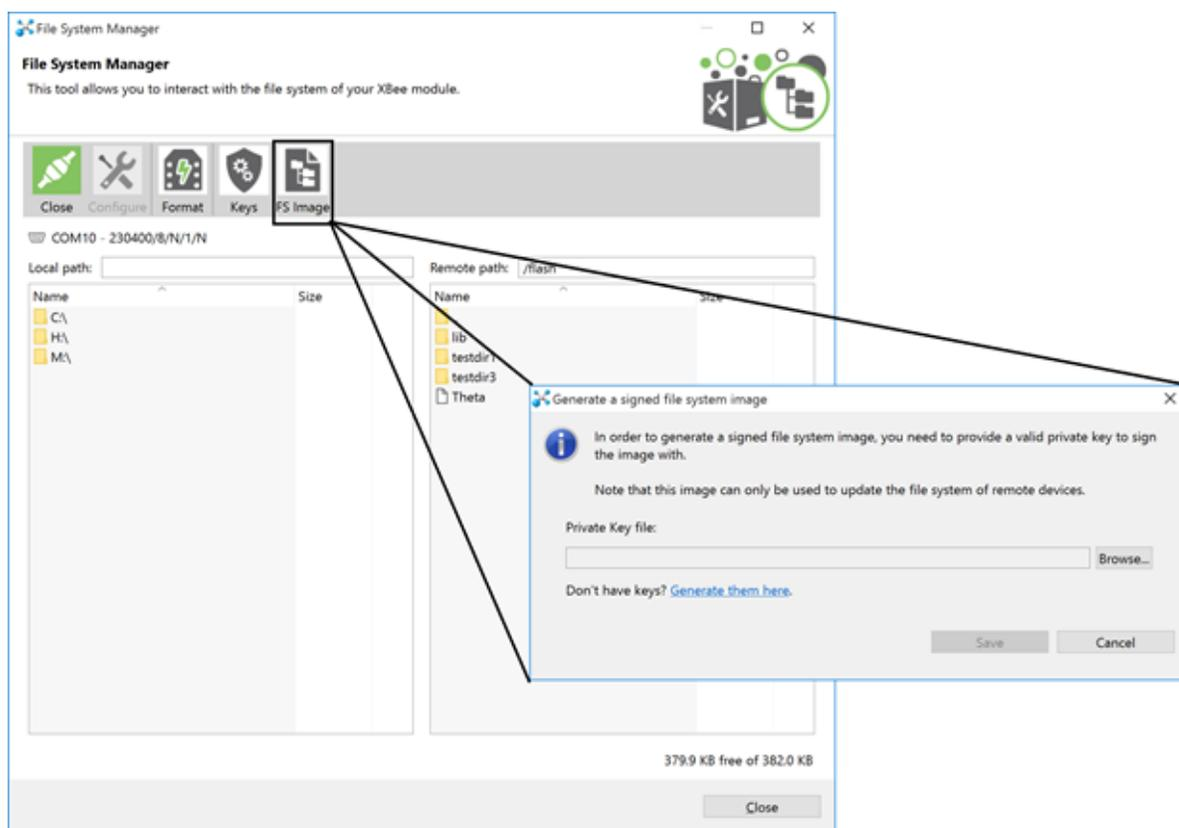 File System Manager
File System Manager
This tool allows you to interact with the file system of your XBee module.
Close Configure Format Keys FS Image
COM10 - 230400/8/N/1/N
Local path: Remote path: /flash
Name Size Name Size
C:\
H:\ lib
M:\ testdir1
testdir3
Theta
Generate a signed file system image
In order to generate a signed file system image, you need to provide a valid private key to sign
the image with.
Note that this image can only be used to update the file system of remote devices.
Private Key file:
Browse...
Don't have keys? Generate them here.
Save Cancel
379.9 KB free of 382.0 KB
Close